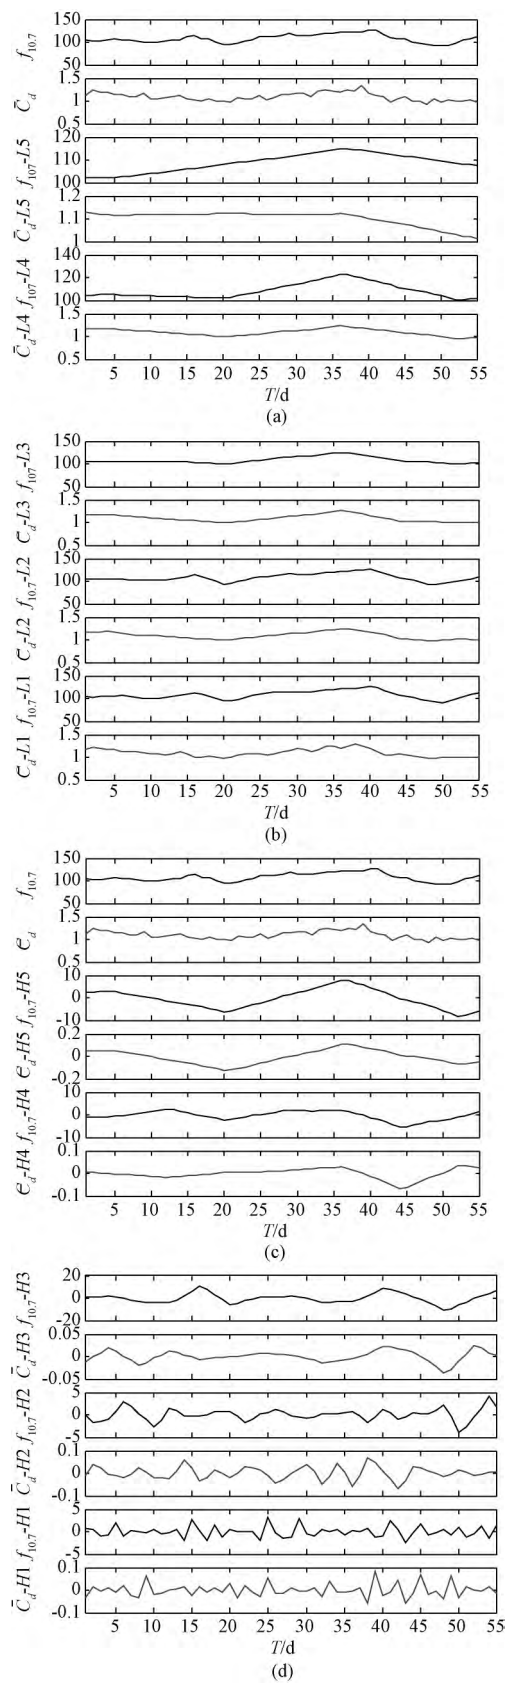 150
100
50
f10.7
1.5
1
0.5
C̄d
120
110
100
f107-L5
1.2
1.1
1
C̄d-L5
140
120
100
f107-L4
1.5
1
0.5
C̄d-L4
5 10 15 20 25 30 35 40 45 50 55
T/d
(a)
150
100
50
f107-L3
1.5
1
0.5
C̄d-L3
150
100
50
f10.7-L2
1.5
1
0.5
C̄d-L2
150
100
50
f10.7-L1
1.5
1
0.5
C̄d-L1
5 10 15 20 25 30 35 40 45 50 55
T/d
(b)
150
100
50
f10.7
1.5
1
0.5
C̄d
10
0
-10
f10.7-H5
0.2
0
-0.2
C̄d-H5
10
0
-10
f10.7-H4
0.1
0
-0.1
C̄d-H4
5 10 15 20 25 30 35 40 45 50 55
T/d
(c)
20
0
-20
f10.7-H3
0.05
0
-0.05
C̄d-H3
5
0
-5
f10.7-H2
0.1
0
-0.1
C̄d-H2
5
0
-5
f10.7-H1
0.1
0
-0.1
C̄d-H1
5 10 15 20 25 30 35 40 45 50 55
T/d
(d)